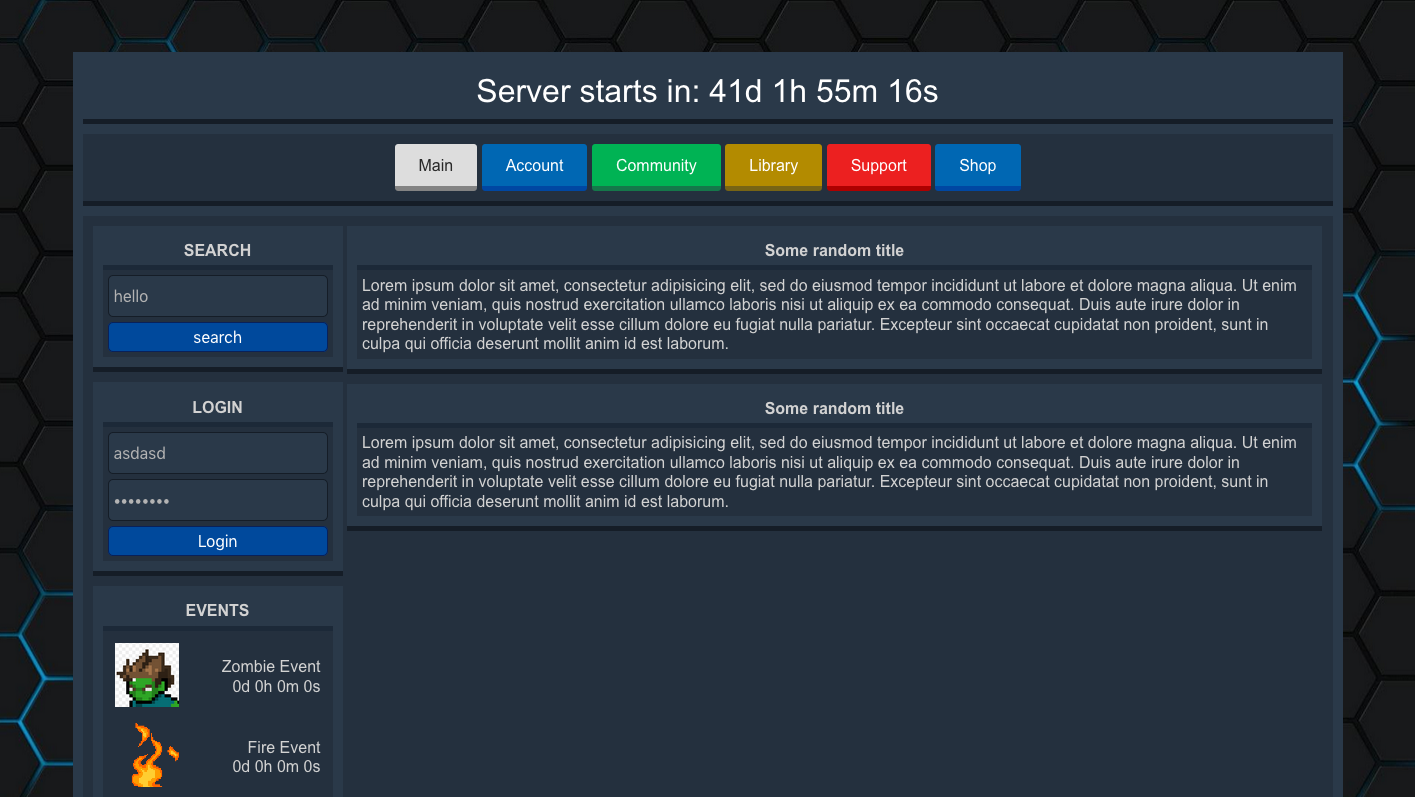 Server starts in: 41d 1h 55m 16s
Main
Account
Community
Library
Support
Shop
SEARCH
hello
search
LOGIN
asdasd
••••••••
Login
EVENTS
Zombie Event
0d 0h 0m 0s
Fire Event
0d 0h 0m 0s
Some random title
Lorem ipsum dolor sit amet, consectetur adipisicing elit, sed do eiusmod tempor incididunt ut labore et dolore magna aliqua. Ut enim
ad minim veniam, quis nostrud exercitation ullamco laboris nisi ut aliquip ex ea commodo consequat. Duis aute irure dolor in
reprehenderit in voluptate velit esse cillum dolore eu fugiat nulla pariatur. Excepteur sint occaecat cupidatat non proident, sunt in
culpa qui officia deserunt mollit anim id est laborum.
Some random title
Lorem ipsum dolor sit amet, consectetur adipisicing elit, sed do eiusmod tempor incididunt ut labore et dolore magna aliqua. Ut enim
ad minim veniam, quis nostrud exercitation ullamco laboris nisi ut aliquip ex ea commodo consequat. Duis aute irure dolor in
reprehenderit in voluptate velit esse cillum dolore eu fugiat nulla pariatur. Excepteur sint occaecat cupidatat non proident, sunt in
culpa qui officia deserunt mollit anim id est laborum.